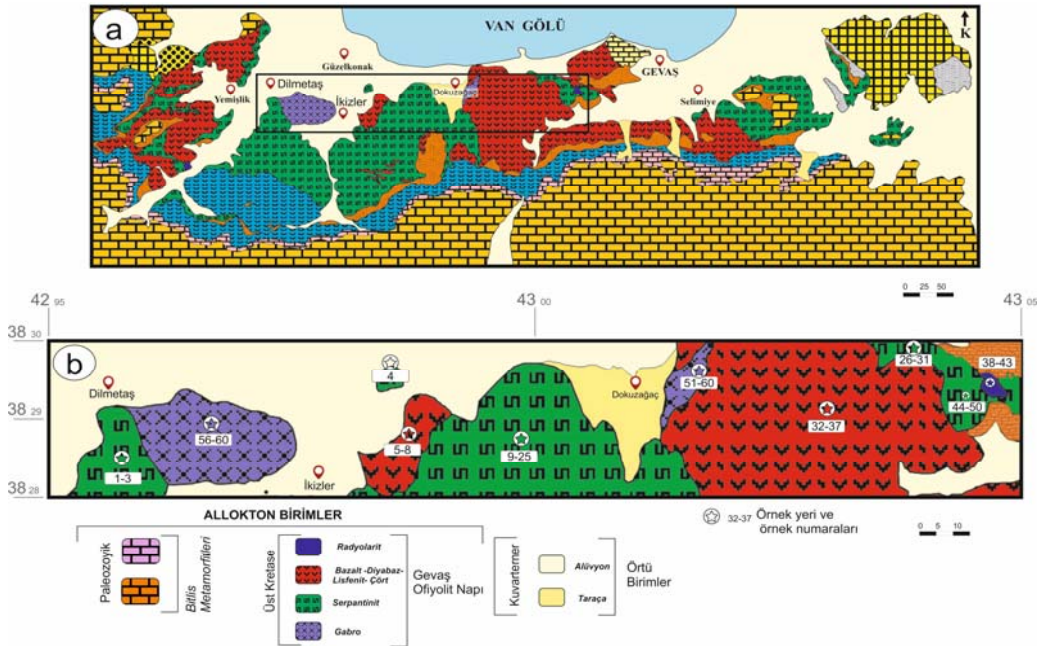 a
VAN GÖLÜ
K
Güzelkonak
GEVAŞ
Dilmetaş
Dokuzağaç
Yemişlik
İkizler
Selimiye
0 25 50
42 95
43 00
43 05
38 30
b
4
26-31
38-43
Dilmetaş
51-60
Dokuzağaç
38 29
56-60
44-50
32-37
5-8
9-25
1-3
İkizler
38 28
ALLOKTON BİRİMLER
32-37 Örnek yeri ve
örnek numaraları
0 5 10
Paleozoyik
Bitlis
Metamorfitleri
Üst Kretase
Radyolarit
Bazalt -Diyabaz-
Lisfenit- Çört
Serpantinit
Gabro
Gevaş
Ofiyolit Napı
Kuvarterner
Alüvyon
Taraça
Örtü
Birimler